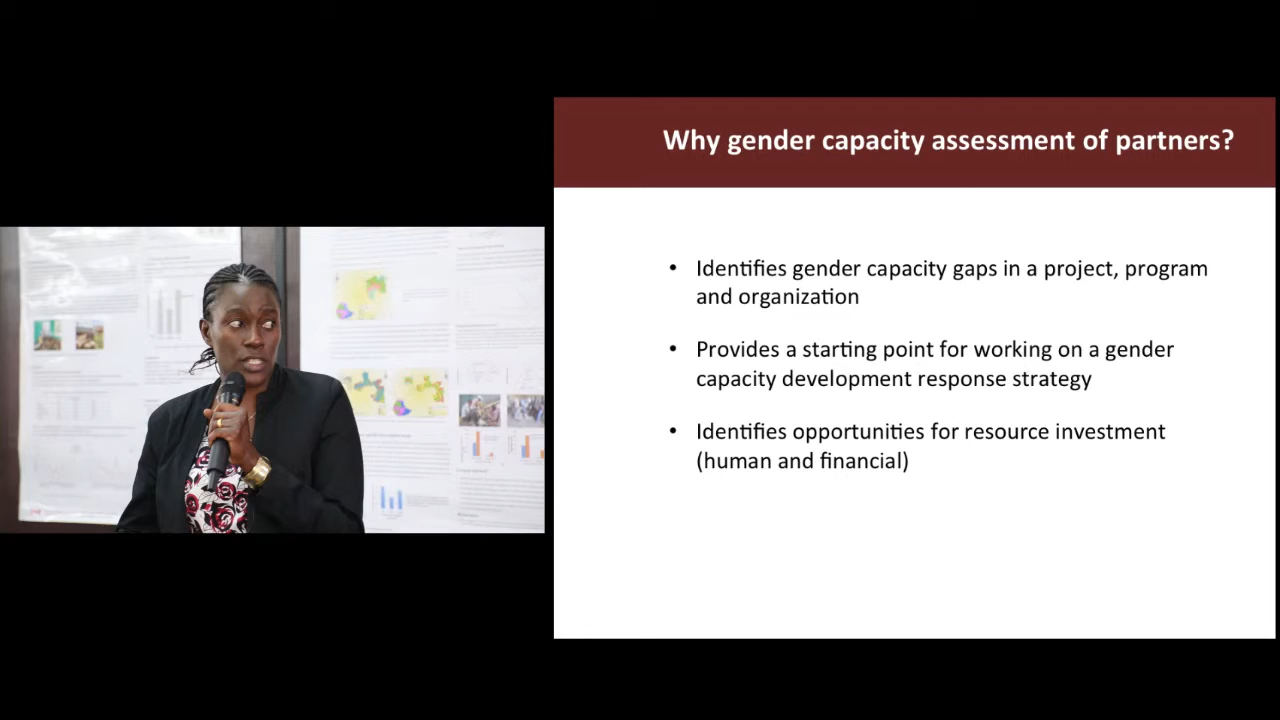 Why gender capacity assessment of partners?
• Identifies gender capacity gaps in a project, program
and organization
• Provides a starting point for working on a gender
capacity development response strategy
• Identifies opportunities for resource investment
(human and financial)